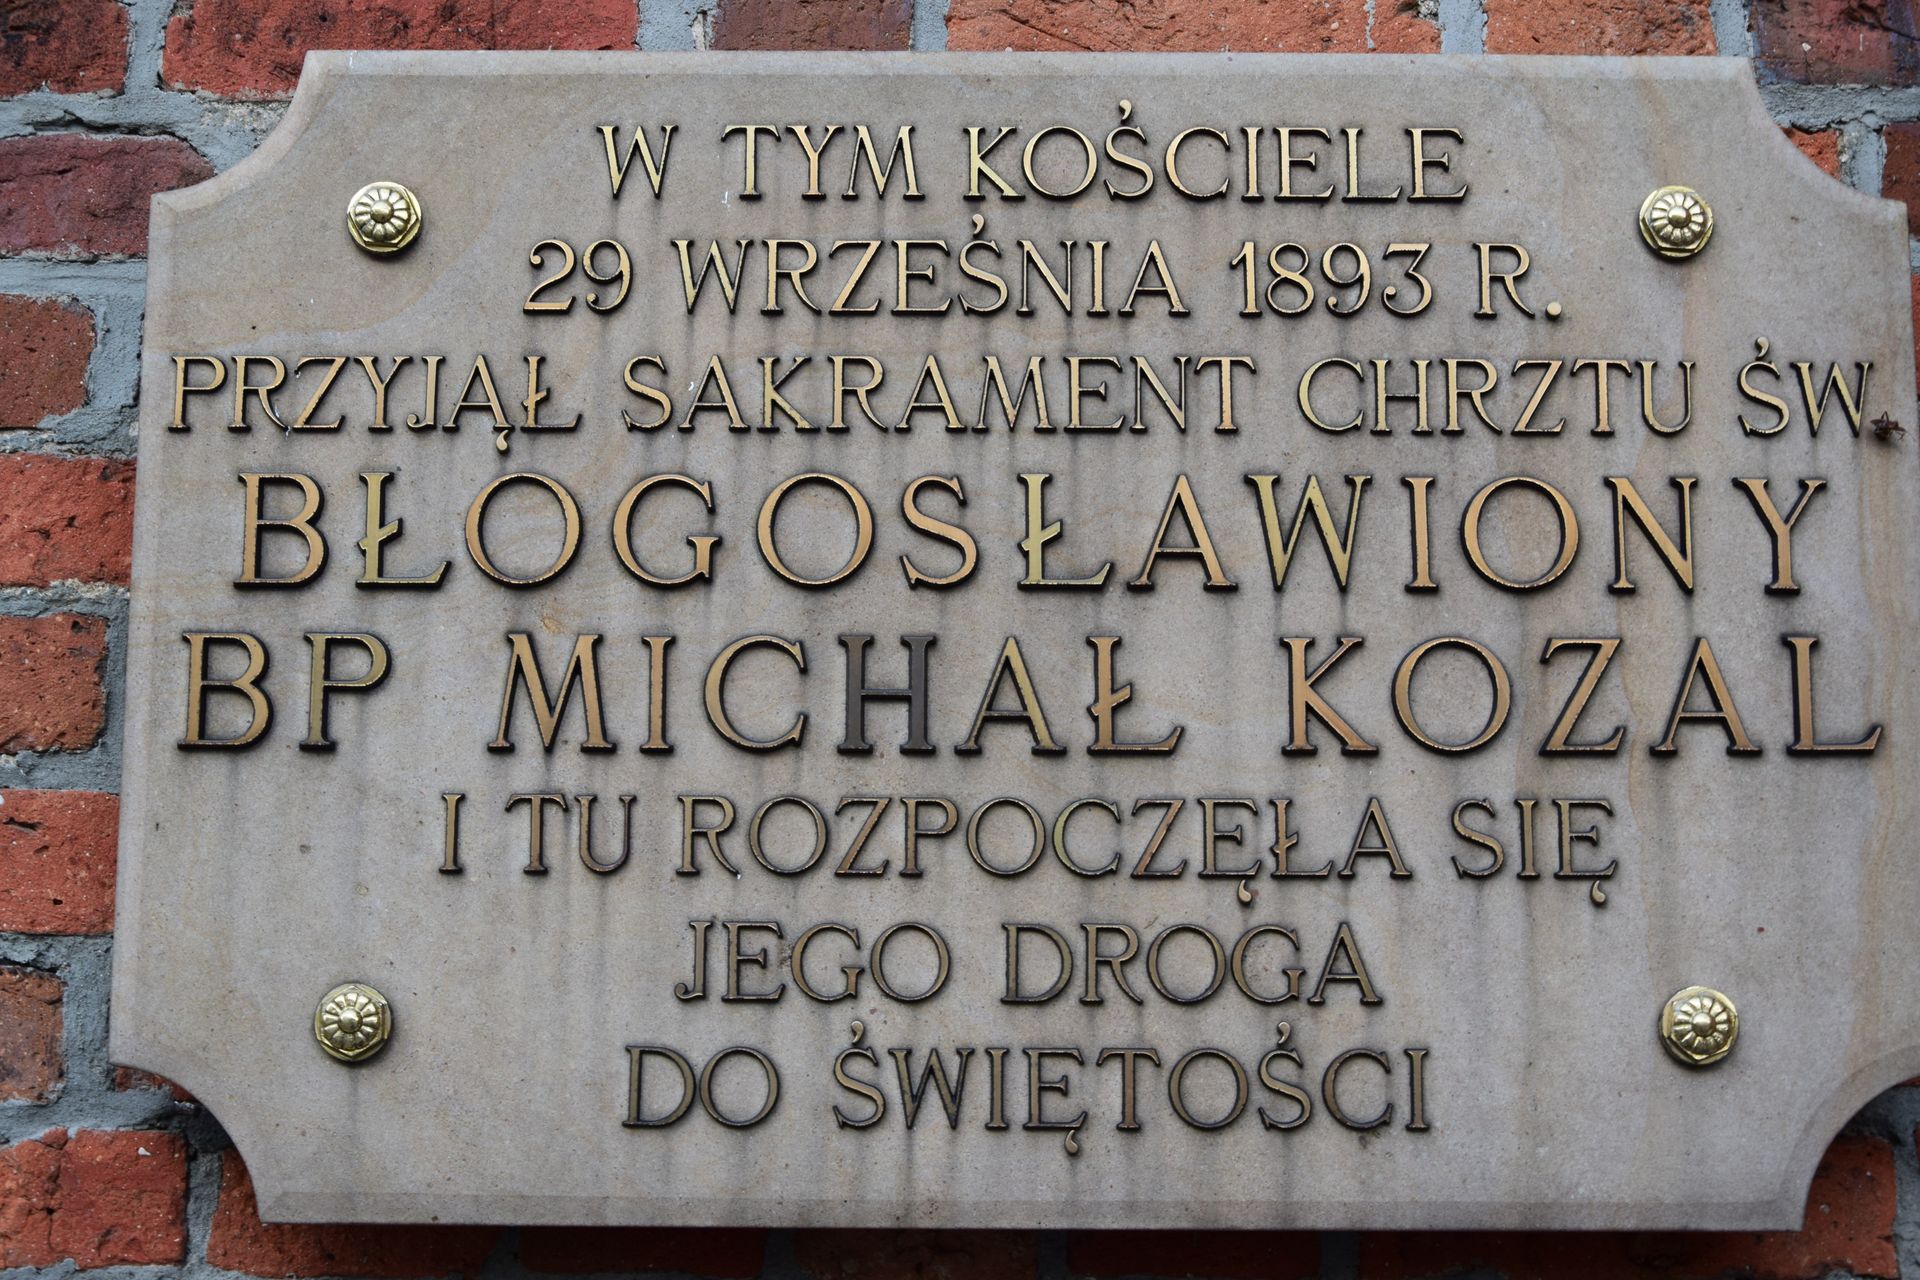 W TYM KOŚCIELE
29 WRZEŚNIA 1893 R.
PRZYJĄŁ SAKRAMENT CHRZTU ŚW.
BŁOGOSŁAWIONY
BP MICHAŁ KOZAL
I TU ROZPOCZĘŁA SIĘ
JEGO DROGA
DO ŚWIĘTOŚCI